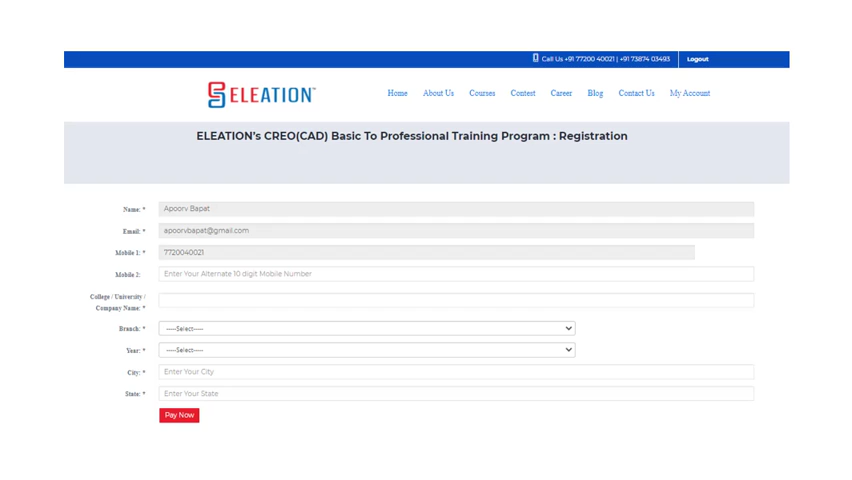 Call Us +91 77200 40021 | +91 73874 03493 Logout
ELEATION™ Home About Us Courses Contest Career Blog Contact Us My Account
ELEATION's CREO(CAD) Basic To Professional Training Program : Registration
Name: * Apoorv Bapat
Email: * apoorvbapat@gmail.com
Mobile 1: * 7720040021
Mobile 2: Enter Your Alternate 10 digit Mobile Number
College / University /
Company Name: *
Branch: * ----Select----
Year: * ----Select----
City: * Enter Your City
State: * Enter Your State
Pay Now